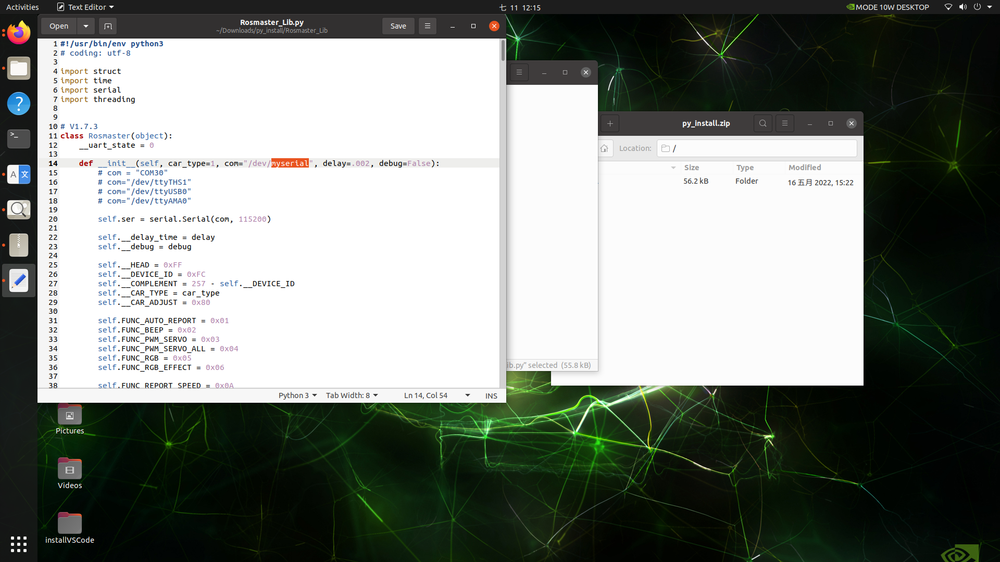 Activities
Text Editor
七 11 12:15
MODE 10W DESKTOP
Open
Rosmaster_Lib.py
~/Downloads/py_install/Rosmaster_Lib
Save
1 #!/usr/bin/env python3
2 # coding: utf-8
3
4 import struct
5 import time
6 import serial
7 import threading
8
9
10 # V1.7.3
11 class Rosmaster(object):
12 __uart_state = 0
13
14 def __init__(self, car_type=1, com="/dev/myserial", delay=.002, debug=False):
15 # com = "COM30"
16 # com="/dev/ttyTHS1"
17 # com="/dev/ttyUSB0"
18 # com="/dev/ttyAMA0"
19
20 self.ser = serial.Serial(com, 115200)
21
22 self.__delay_time = delay
23 self.__debug = debug
24
25 self.__HEAD = 0xFF
26 self.__DEVICE_ID = 0xFC
27 self.__COMPLEMENT = 257 - self.__DEVICE_ID
28 self.__CAR_TYPE = car_type
29 self.__CAR_ADJUST = 0x80
30
31 self.FUNC_AUTO_REPORT = 0x01
32 self.FUNC_BEEP = 0x02
33 self.FUNC_PWM_SERVO = 0x03
34 self.FUNC_PWM_SERVO_ALL = 0x04
35 self.FUNC_RGB = 0x05
36 self.FUNC_RGB_EFFECT = 0x06
37
38 self.FUNC_REPORT_SPEED = 0x0A
Python 3
Tab Width: 8
Ln 14, Col 54
INS
ib.py" selected (55.8 kB)
py_install.zip
Location:
/
Size
Type
Modified
56.2 kB
Folder
16 五月 2022, 15:22
Pictures
Videos
installVSCode